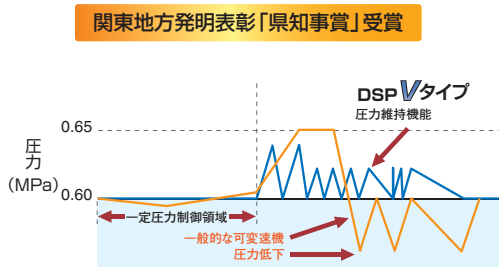 関東地方発明表彰「県知事賞」受賞
DSP Vタイプ
圧力維持機能
0.65
圧力
(MPa)
0.60
一定圧力制御領域
一般的な可変速機
圧力低下